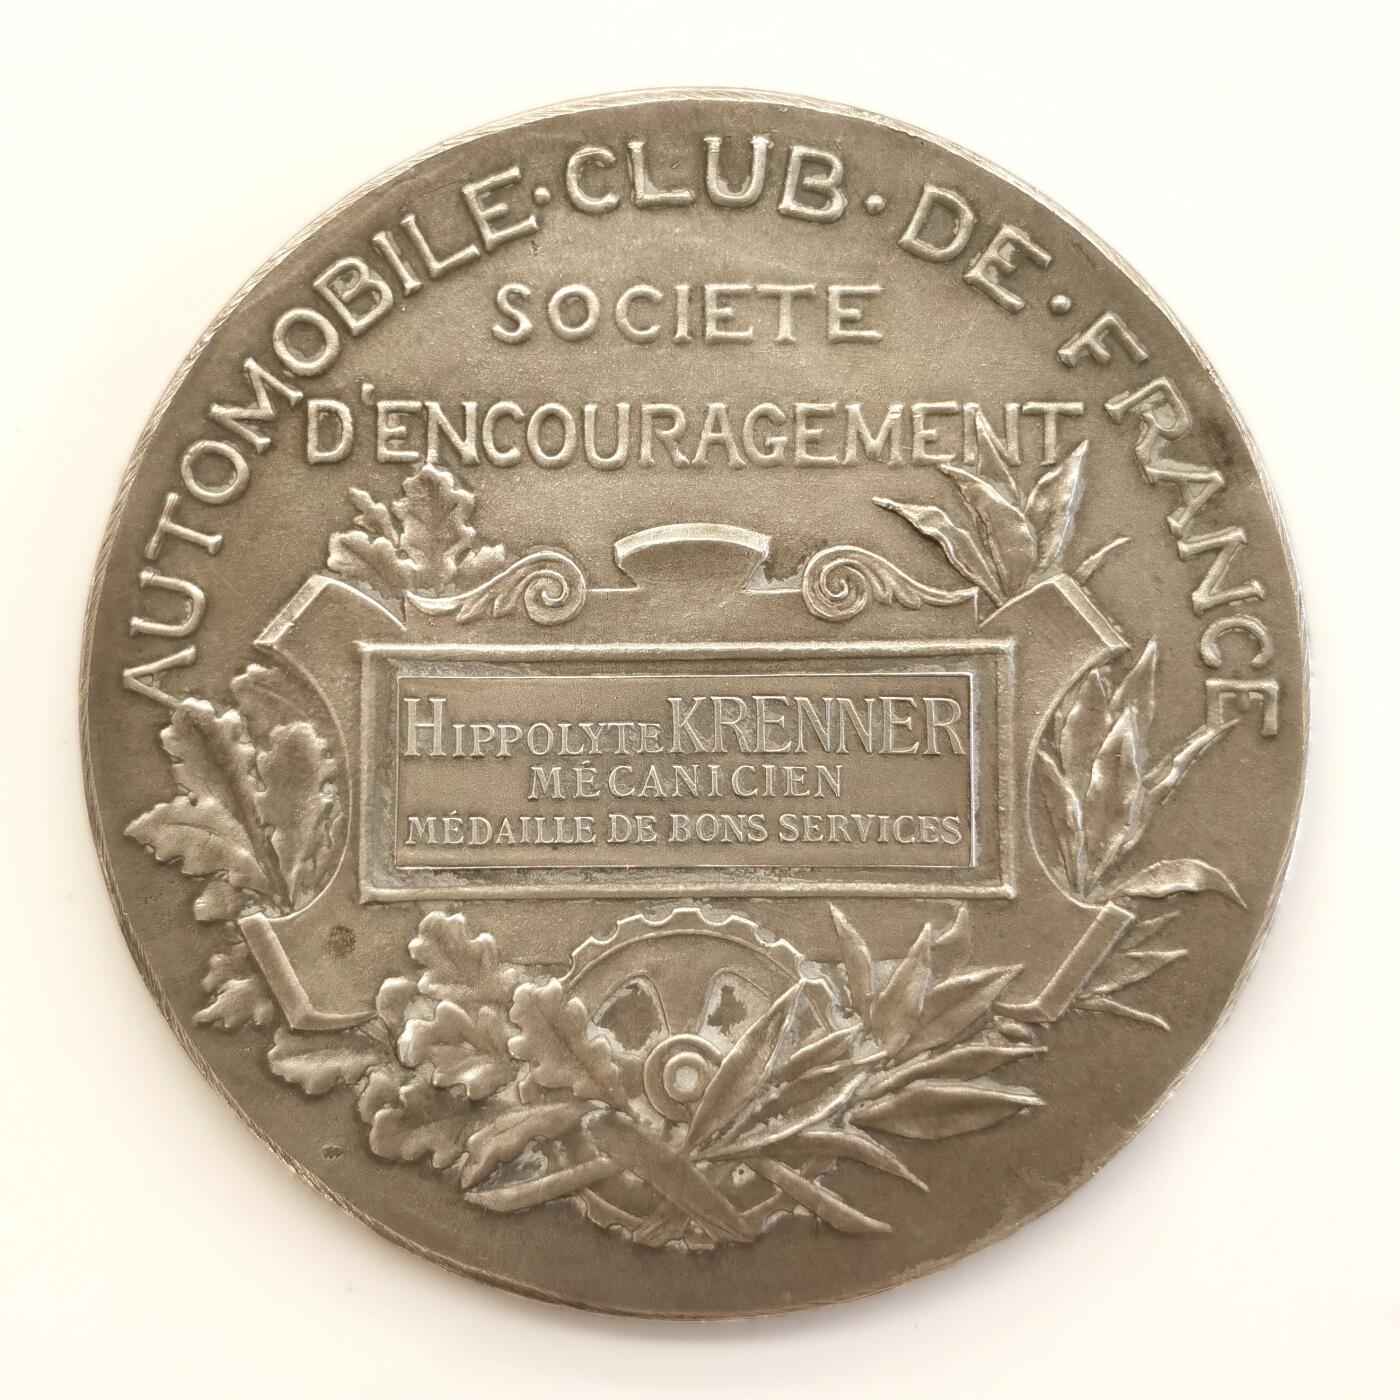 AUTOMOBILE·CLUB·DE·FRANCE
SOCIETE
D'ENCOURAGEMENT
HIPPOLYTE KRENNER
MÉCANICIEN
MÉDAILLE DE BONS SERVICES